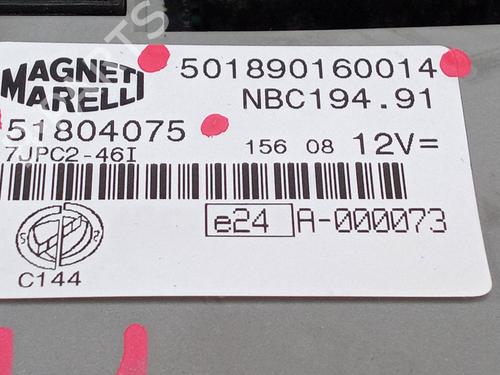 MAGNETI
MARELLI
501890160014
NBC194.91
51804075
7JPC2-46I
156 08 12V=
e24 A-000073
C144